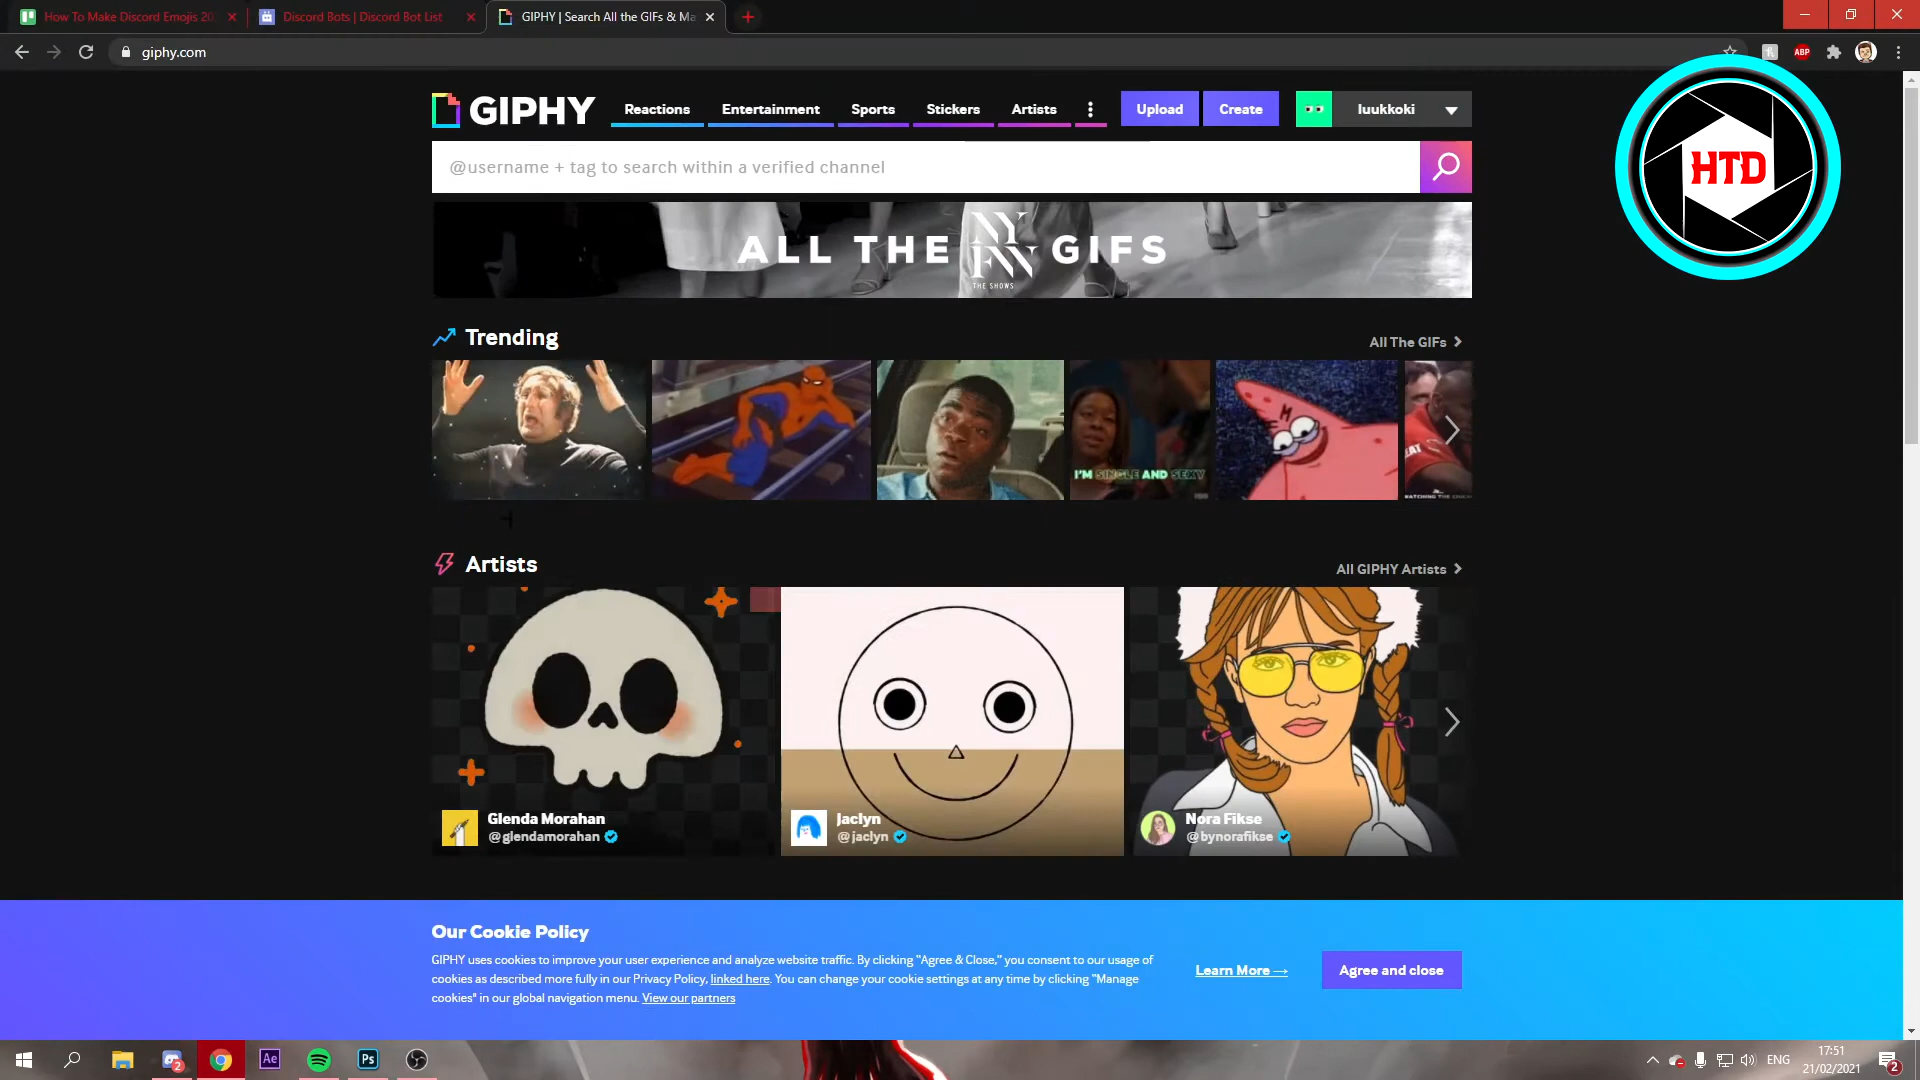 How To Make Discord Emojis 20
Discord Bots | Discord Bot List
GIPHY | Search All the GIFs & Ma
giphy.com
ABP
GIPHY
Reactions
Entertainment
Sports
Stickers
Artists
Upload
Create
luukkoki
@username + tag to search within a verified channel
HTD
ALL THE NYFW GIFS
THE SHOWS
Trending
All The GIFs
I'M SINGLE AND SEXY
Artists
All GIPHY Artists
Glenda Morahan
@glendamorahan
Jaclyn
@jaclyn
Nora Fikse
@bynorafikse
Our Cookie Policy
GIPHY uses cookies to improve your user experience and analyze website traffic. By clicking "Agree & Close," you consent to our usage of
cookies as described more fully in our Privacy Policy, linked here. You can change your cookie settings at any time by clicking "Manage
cookies" in our global navigation menu. View our partners
Learn More →
Agree and close
2
Ae
Ps
ENG
17:51
21/02/2021
2